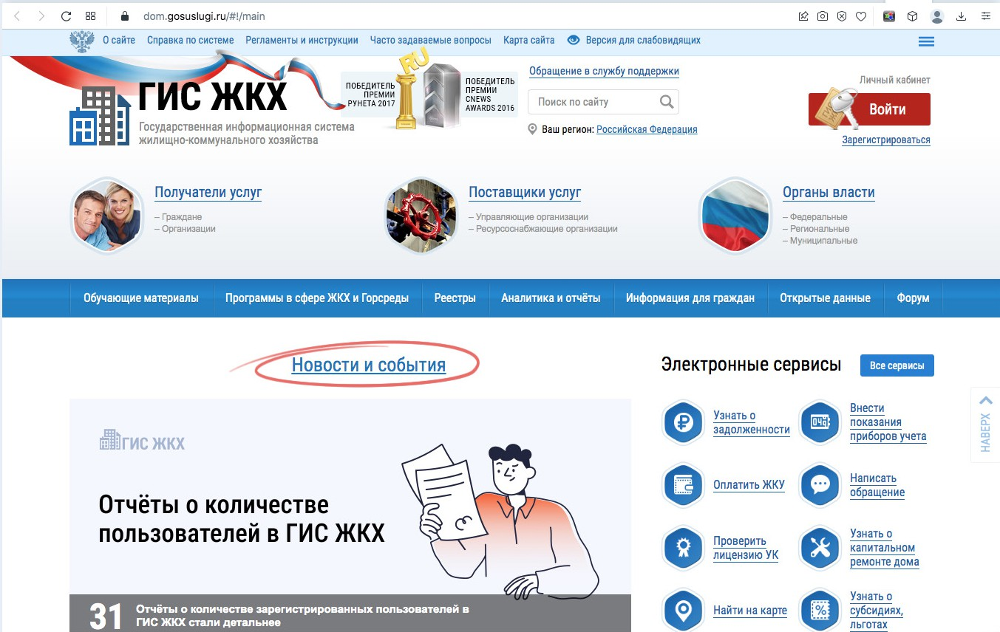 dom.gosuslugi.ru/#!/main
О сайте Справка по системе Регламенты и инструкции Часто задаваемые вопросы Карта сайта Версия для слабовидящих
ГИС ЖКХ
Государственная информационная система
жилищно-коммунального хозяйства
ПОБЕДИТЕЛЬ
ПРЕМИИ
РУНЕТА 2017
RU
ПОБЕДИТЕЛЬ
ПРЕМИИ
CNEWS
AWARDS 2016
Обращение в службу поддержки
Поиск по сайту
Ваш регион: Российская Федерация
Личный кабинет
ГИС ЖКХ
Войти
Зарегистрироваться
Получатели услуг
– Граждане
– Организации
Поставщики услуг
– Управляющие организации
– Ресурсоснабжающие организации
Органы власти
– Федеральные
– Региональные
– Муниципальные
Обучающие материалы Программы в сфере ЖКХ и Горсреды Реестры Аналитика и отчёты Информация для граждан Открытые данные Форум
Новости и события
ГИС ЖКХ
Отчёты о количестве
пользователей в ГИС ЖКХ
31
Отчёты о количестве зарегистрированных пользователей в
ГИС ЖКХ стали детальнее
Электронные сервисы
Все сервисы
Узнать о
задолженности
Внести
показания
приборов учета
Оплатить ЖКУ
Написать
обращение
Проверить
лицензию УК
Узнать о
капитальном
ремонте дома
Найти на карте
Узнать о
субсидиях,
льготах
НАВЕРХ